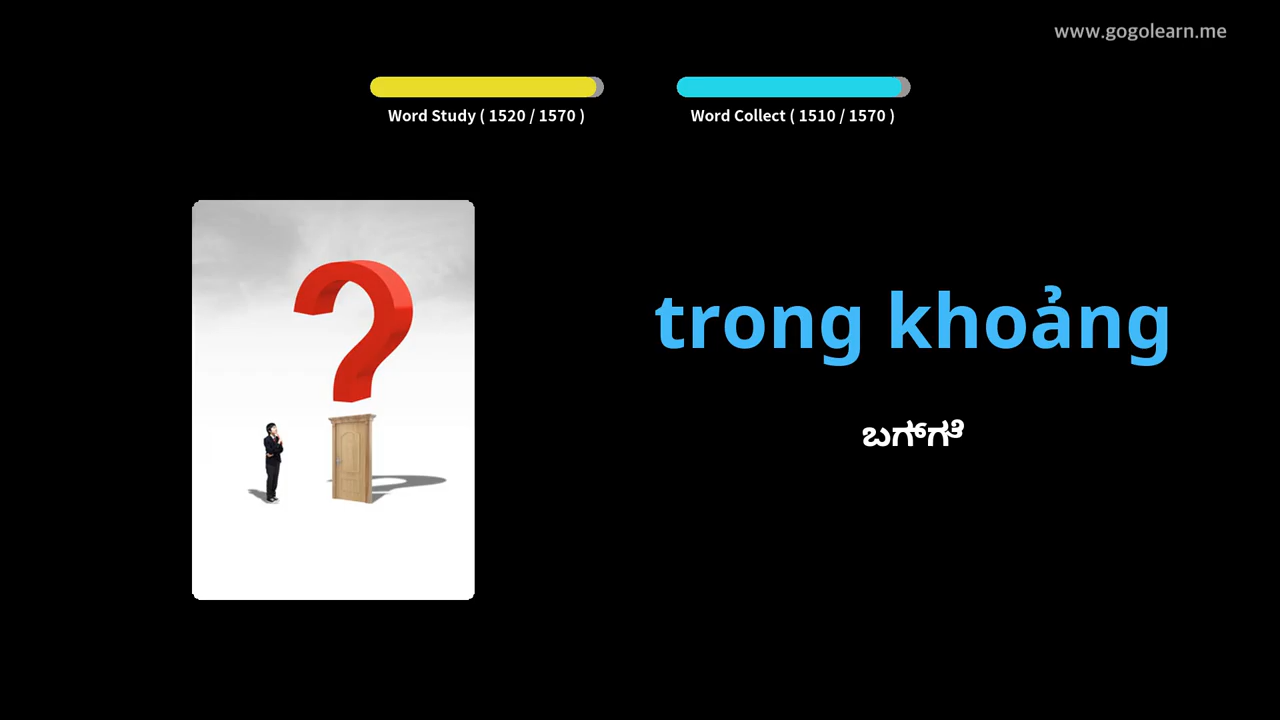 www.gogolearn.me
Word Study ( 1520 / 1570 )
Word Collect ( 1510 / 1570 )
?
trong khoảng
ಬಗ್ಗೆ